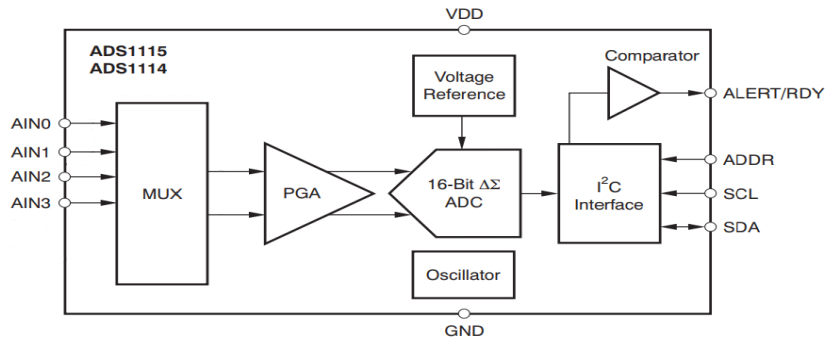 VDD
ADS1115
ADS1114
Comparator
Voltage
Reference
ALERT/RDY
AIN0
AIN1
AIN2
AIN3
MUX
PGA
16-Bit ΔΣ
ADC
I²C
Interface
ADDR
SCL
SDA
Oscillator
GND